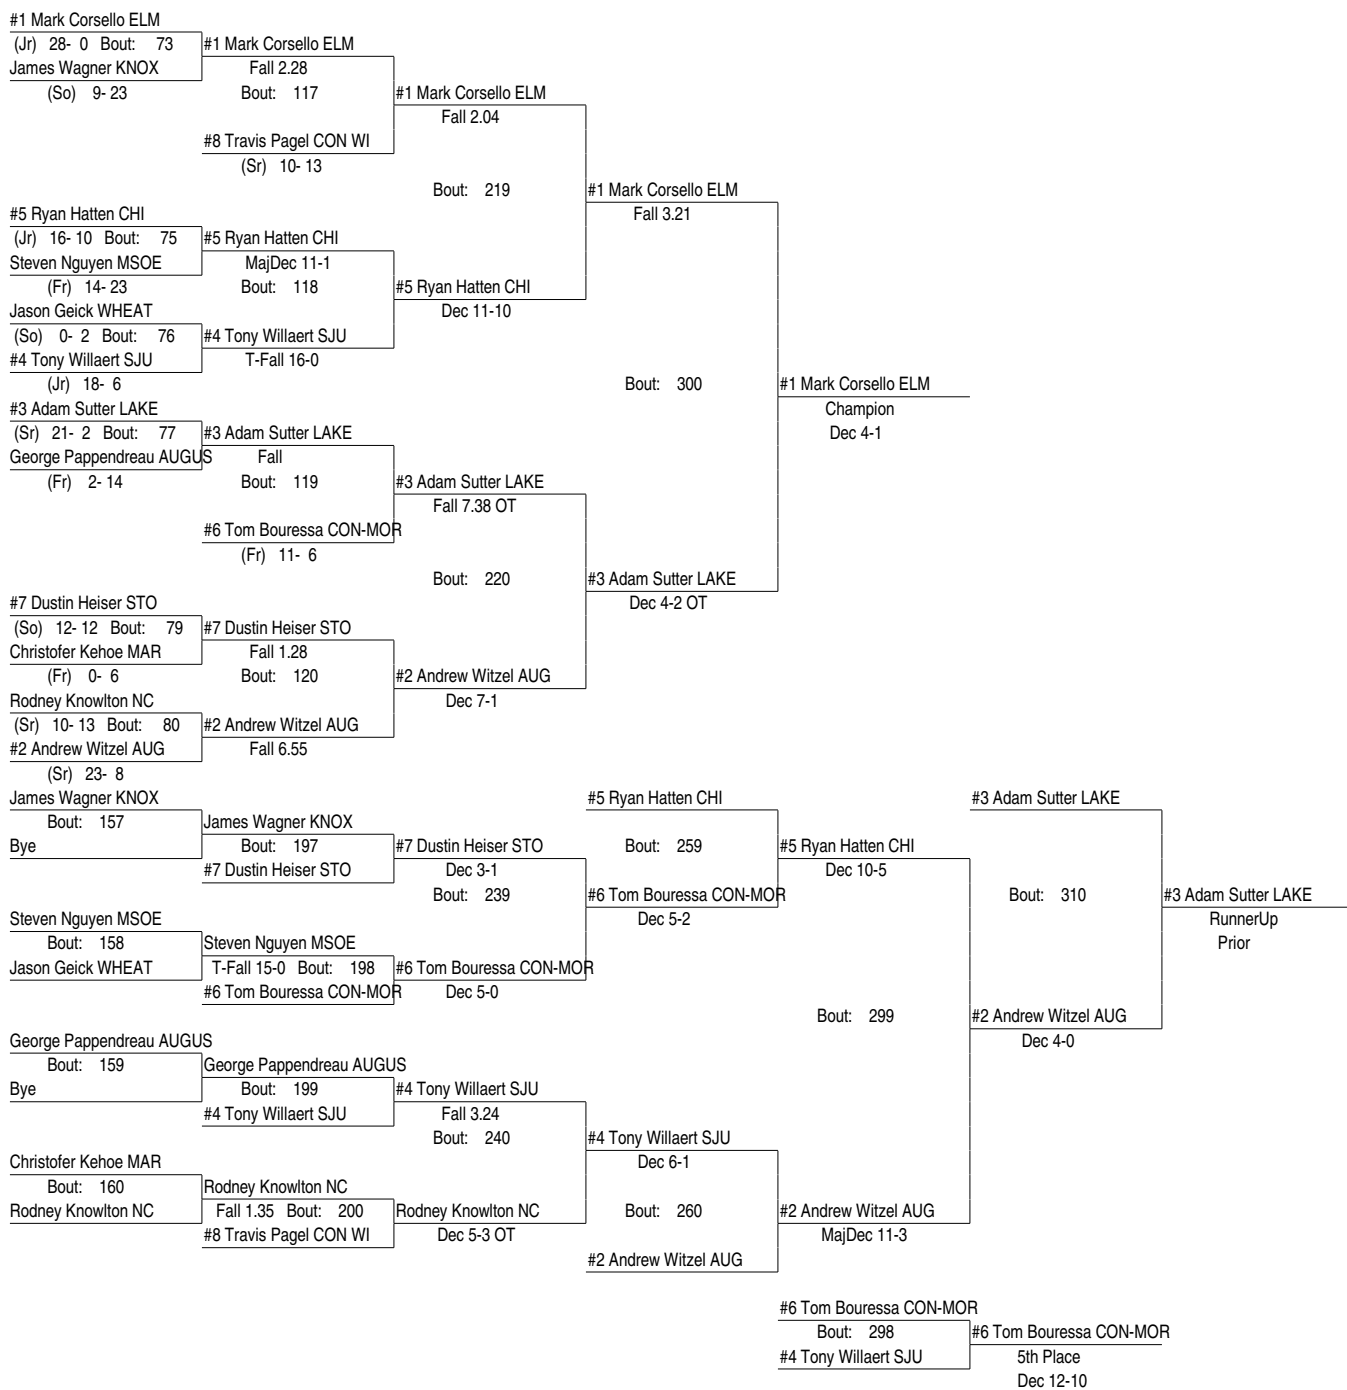 #1 Mark Corsello ELM
(Jr) 28- 0 Bout: 73 #1 Mark Corsello ELM
James Wagner KNOX Fall 2.28
(So) 9- 23 Bout: 117 #1 Mark Corsello ELM
Fall 2.04
#8 Travis Pagel CON WI
(Sr) 10- 13
Bout: 219 #1 Mark Corsello ELM
#5 Ryan Hatten CHI Fall 3.21
(Jr) 16- 10 Bout: 75 #5 Ryan Hatten CHI
Steven Nguyen MSOE MajDec 11-1
(Fr) 14- 23 Bout: 118 #5 Ryan Hatten CHI
Jason Geick WHEAT Dec 11-10
(So) 0- 2 Bout: 76 #4 Tony Willaert SJU
#4 Tony Willaert SJU T-Fall 16-0
(Jr) 18- 6 Bout: 300 #1 Mark Corsello ELM
#3 Adam Sutter LAKE Champion
(Sr) 21- 2 Bout: 77 #3 Adam Sutter LAKE Dec 4-1
George Pappendreau AUGUS Fall
(Fr) 2- 14 Bout: 119 #3 Adam Sutter LAKE
Fall 7.38 OT
#6 Tom Bouressa CON-MOR
(Fr) 11- 6
Bout: 220 #3 Adam Sutter LAKE
#7 Dustin Heiser STO Dec 4-2 OT
(So) 12- 12 Bout: 79 #7 Dustin Heiser STO
Christofer Kehoe MAR Fall 1.28
(Fr) 0- 6 Bout: 120 #2 Andrew Witzel AUG
Rodney Knowlton NC Dec 7-1
(Sr) 10- 13 Bout: 80 #2 Andrew Witzel AUG
#2 Andrew Witzel AUG Fall 6.55
(Sr) 23- 8
James Wagner KNOX #5 Ryan Hatten CHI #3 Adam Sutter LAKE
Bout: 157 James Wagner KNOX
Bye Bout: 197 #7 Dustin Heiser STO Bout: 259 #5 Ryan Hatten CHI
#7 Dustin Heiser STO Dec 3-1 Dec 10-5
Bout: 239 #6 Tom Bouressa CON-MOR Bout: 310 #3 Adam Sutter LAKE
Steven Nguyen MSOE Dec 5-2 RunnerUp
Bout: 158 Steven Nguyen MSOE Prior
Jason Geick WHEAT T-Fall 15-0 Bout: 198 #6 Tom Bouressa CON-MOR
#6 Tom Bouressa CON-MOR Dec 5-0
Bout: 299 #2 Andrew Witzel AUG
George Pappendreau AUGUS Dec 4-0
Bout: 159 George Pappendreau AUGUS
Bye Bout: 199 #4 Tony Willaert SJU
#4 Tony Willaert SJU Fall 3.24
Bout: 240 #4 Tony Willaert SJU
Christofer Kehoe MAR Dec 6-1
Bout: 160 Rodney Knowlton NC
Rodney Knowlton NC Fall 1.35 Bout: 200 Rodney Knowlton NC Bout: 260 #2 Andrew Witzel AUG
#8 Travis Pagel CON WI Dec 5-3 OT MajDec 11-3
#2 Andrew Witzel AUG
#6 Tom Bouressa CON-MOR
Bout: 298 #6 Tom Bouressa CON-MOR
#4 Tony Willaert SJU 5th Place
Dec 12-10